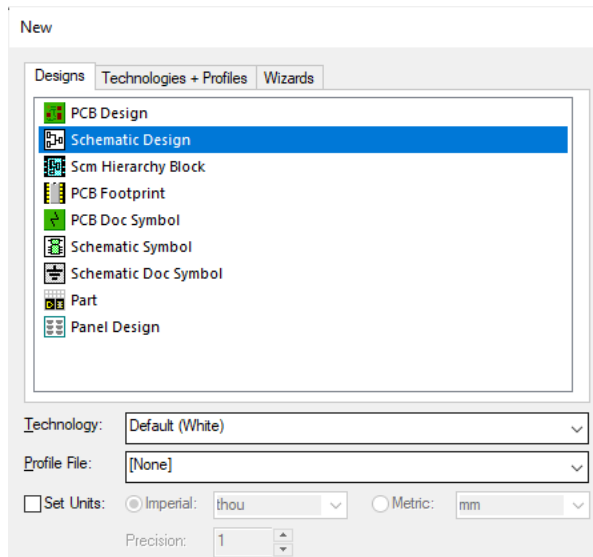 New
Designs Technologies + Profiles Wizards
PCB Design
Schematic Design
Scm Hierarchy Block
PCB Footprint
PCB Doc Symbol
Schematic Symbol
Schematic Doc Symbol
Part
Panel Design
Technology: Default (White)
Profile File: [None]
Set Units: Imperial: thou Metric: mm
Precision: 1